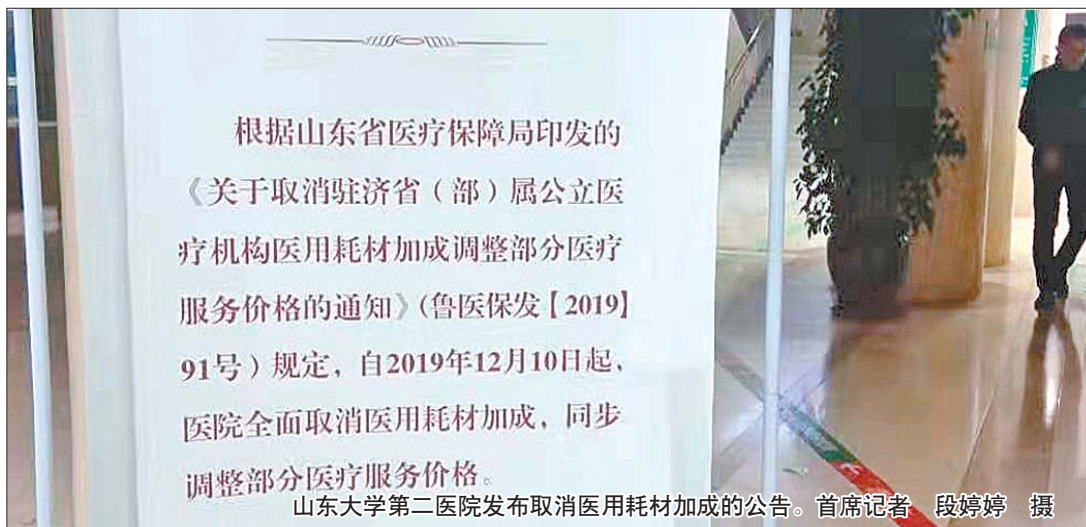 根据山东省医疗保障局印发的
《关于取消驻济省（部）属公立医
疗机构医用耗材加成调整部分医疗
服务价格的通知》（鲁医保发【2019】
91号）规定，自2019年12月10日起，
医院全面取消医用耗材加成，同步
调整部分医疗服务价格。
山东大学第二医院发布取消医用耗材加成的公告。首席记者 段婷婷 摄